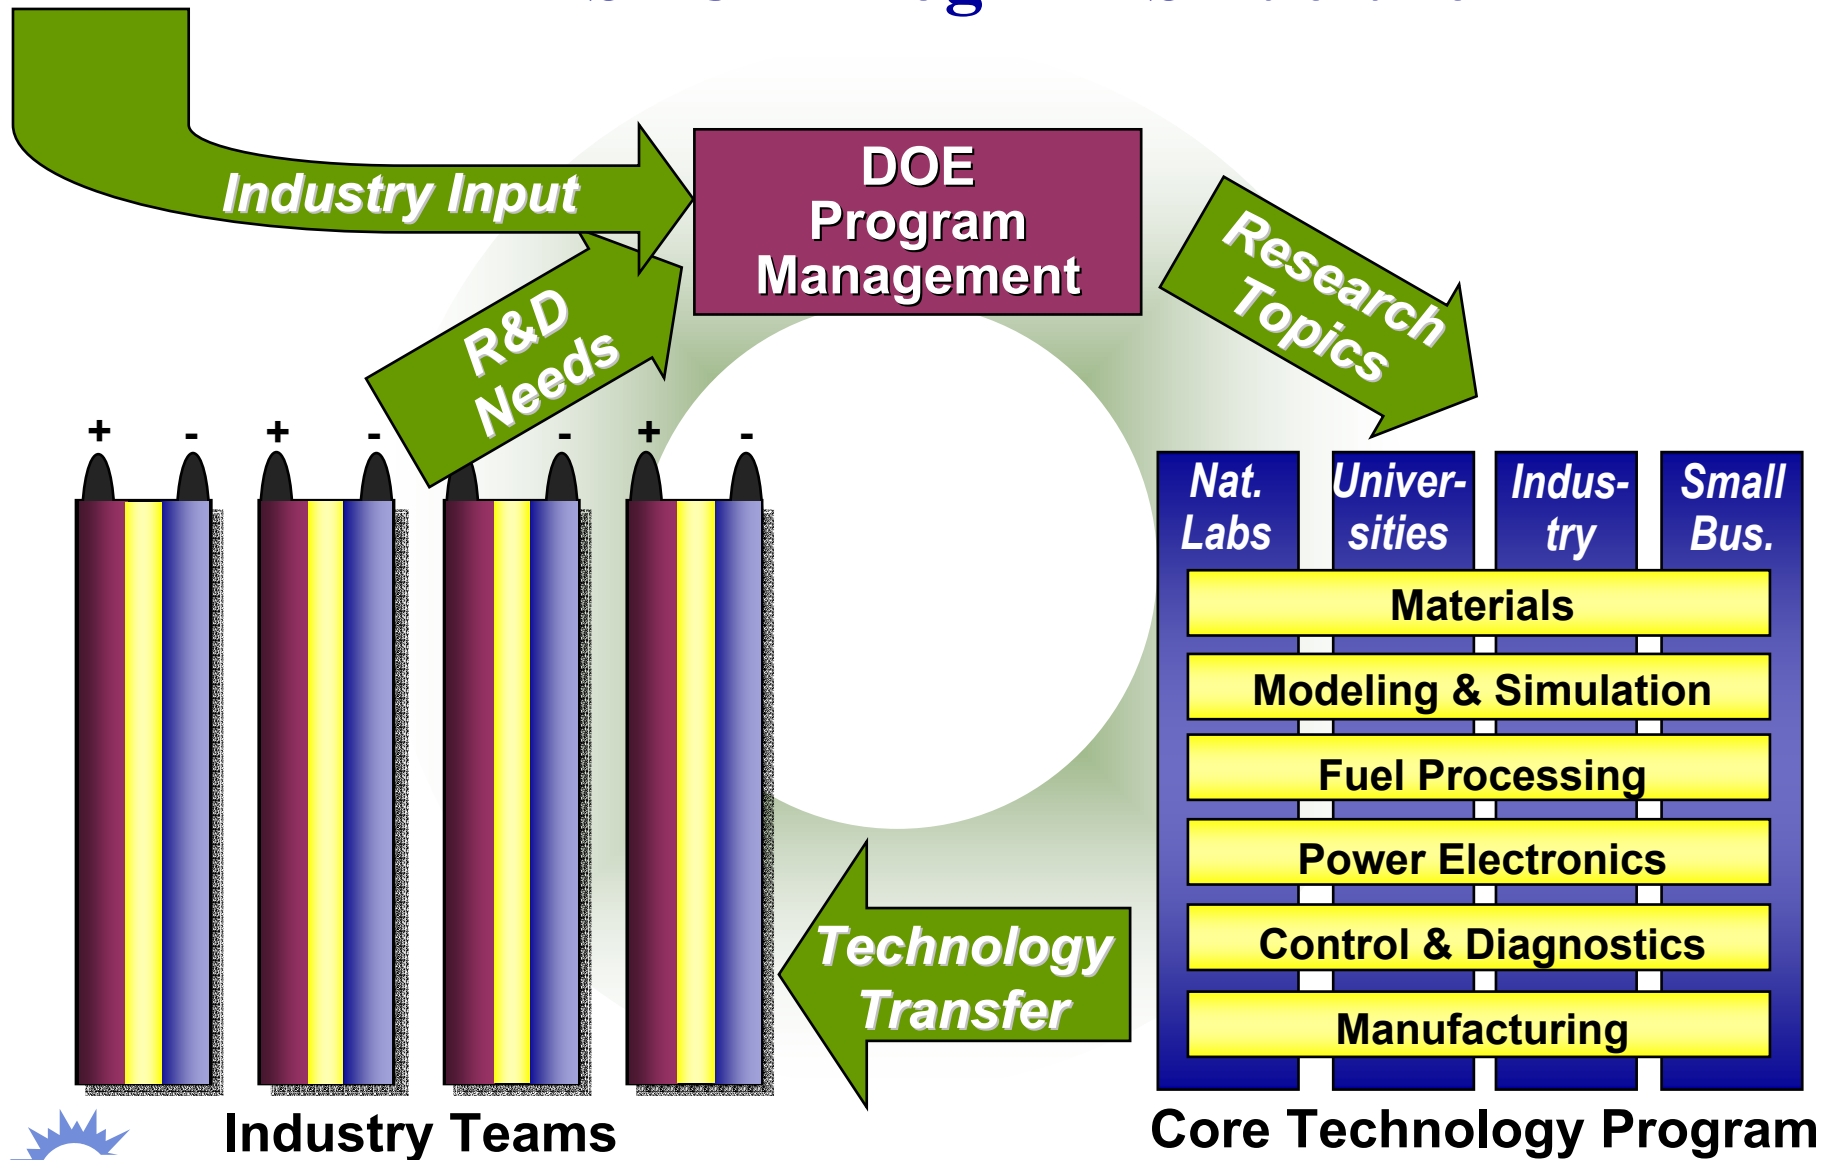 Industry Input
DOE
Program
Management
Research
Topics
R&D
Needs
+ - + - - + -
Nat.
Labs
Univer-
sities
Indus-
try
Small
Bus.
Materials
Modeling & Simulation
Fuel Processing
Power Electronics
Control & Diagnostics
Manufacturing
Technology
Transfer
Industry Teams
Core Technology Program